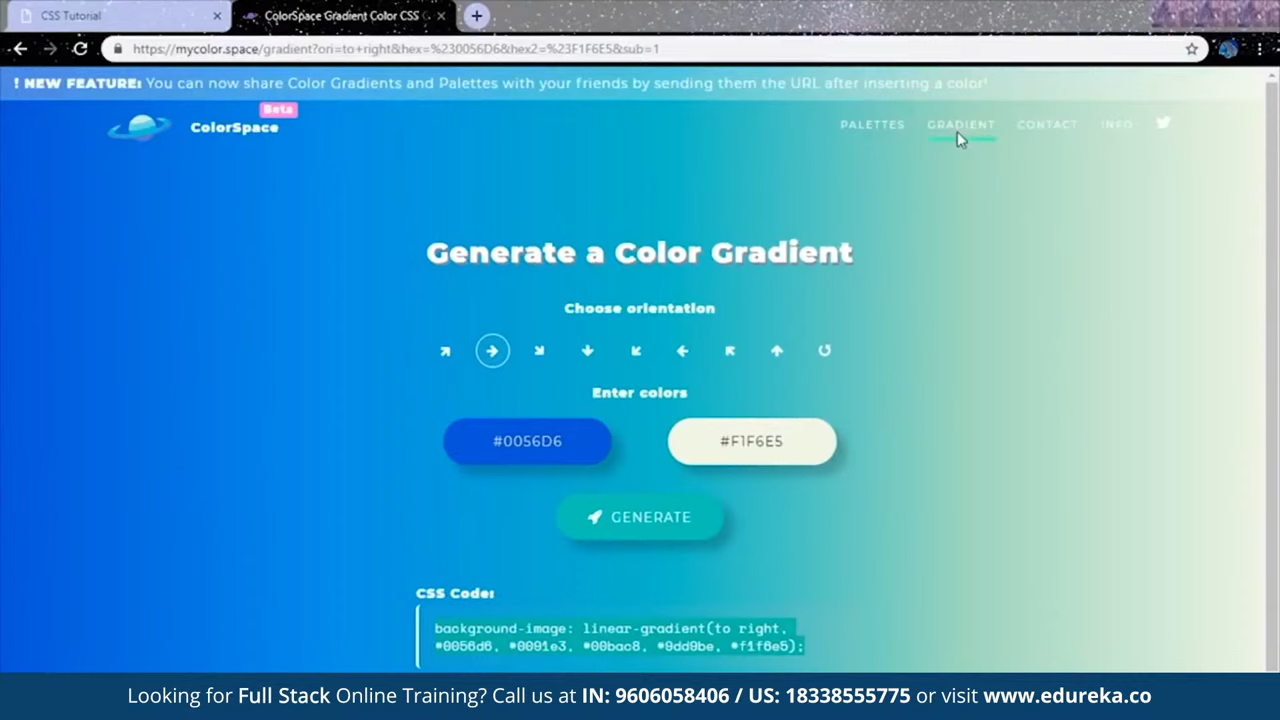 CSS Tutorial
ColorSpace Gradient Color CSS
https://mycolor.space/gradient?ori=to+right&hex=%230056D6&hex2=%23F1F6E5&sub=1
! NEW FEATURE: You can now share Color Gradients and Palettes with your friends by sending them the URL after inserting a color!
Beta
ColorSpace
PALETTES GRADIENT CONTACT INFO
Generate a Color Gradient
Choose orientation
Enter colors
#0056D6 #F1F6E5
GENERATE
CSS Code:
background-image: linear-gradient(to right,
#0056d6, #0091e3, #00bac8, #9dd0be, #f1f6e5);
Looking for Full Stack Online Training? Call us at IN: 9606058406 / US: 18338555775 or visit www.edureka.co